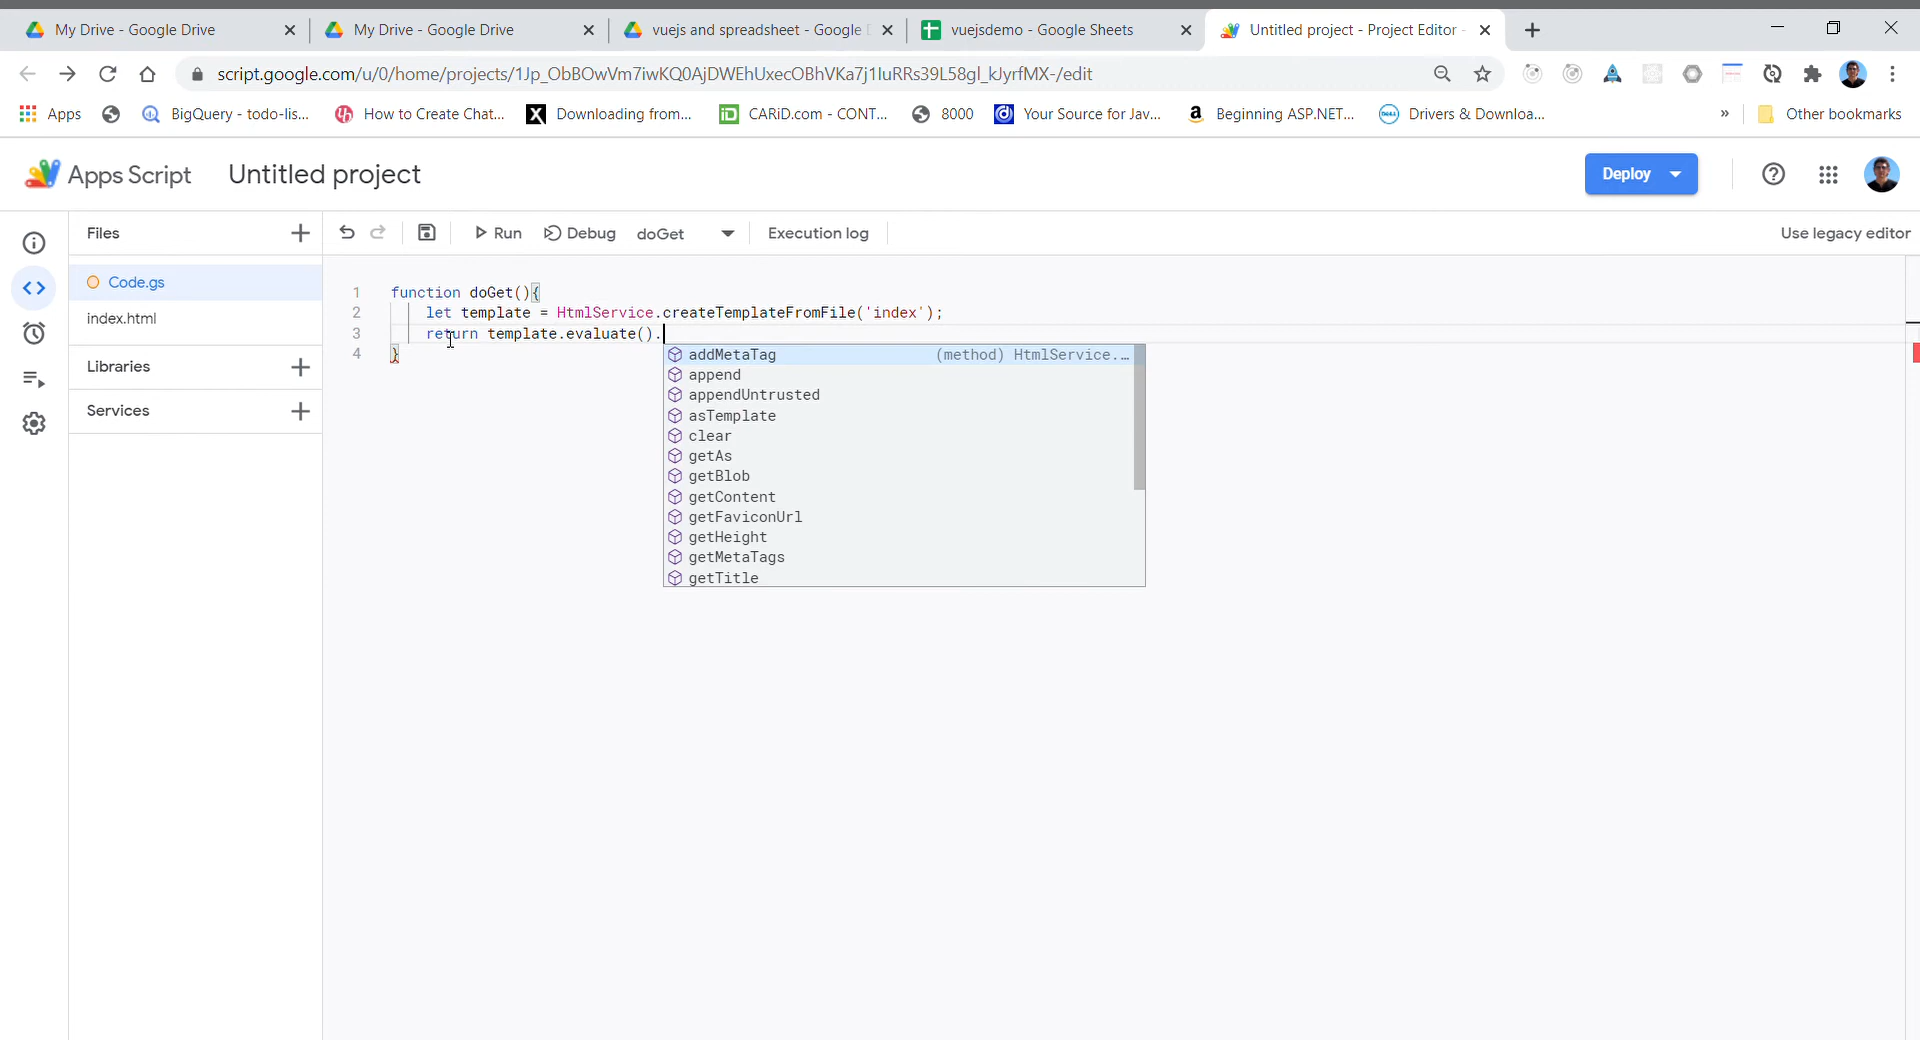 My Drive - Google Drive
My Drive - Google Drive
vuejs and spreadsheet - Google D
vuejsdemo - Google Sheets
Untitled project - Project Editor -
script.google.com/u/0/home/projects/1Jp_ObBOwVm7iwKQ0AjDWEhUxecOBhVKa7j1IuRRs39L58gI_kJyrfMX-/edit
Apps
BigQuery - todo-lis...
How to Create Chat...
Downloading from...
CARiD.com - CONT...
8000
Your Source for Jav...
Beginning ASP.NET...
Drivers & Downloa...
»
Other bookmarks
Apps Script
Untitled project
Deploy
Files
Run
Debug
doGet
Execution log
Use legacy editor
Code.gs
index.html
Libraries
Services
1 function doGet(){
2 let template = HtmlService.createTemplateFromFile('index');
3 return template.evaluate().
4 }
addMetaTag (method) HtmlService....
append
appendUntrusted
asTemplate
clear
getAs
getBlob
getContent
getFaviconUrl
getHeight
getMetaTags
getTitle